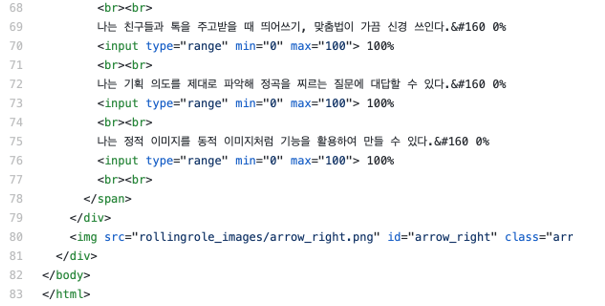 68 <br><br>
69 나는 친구들과 톡을 주고받을 때 띄어쓰기, 맞춤법이 가끔 신경 쓰인다.&#160 0%
70 <input type="range" min="0" max="100"> 100%
71 <br><br>
72 나는 기획 의도를 제대로 파악해 정곡을 찌르는 질문에 대답할 수 있다.&#160 0%
73 <input type="range" min="0" max="100"> 100%
74 <br><br>
75 나는 정적 이미지를 동적 이미지처럼 기능을 활용하여 만들 수 있다.&#160 0%
76 <input type="range" min="0" max="100"> 100%
77 <br><br>
78 </span>
79 </div>
80 <img src="rollingrole_images/arrow_right.png" id="arrow_right" class="arr
81 </div>
82 </body>
83 </html>